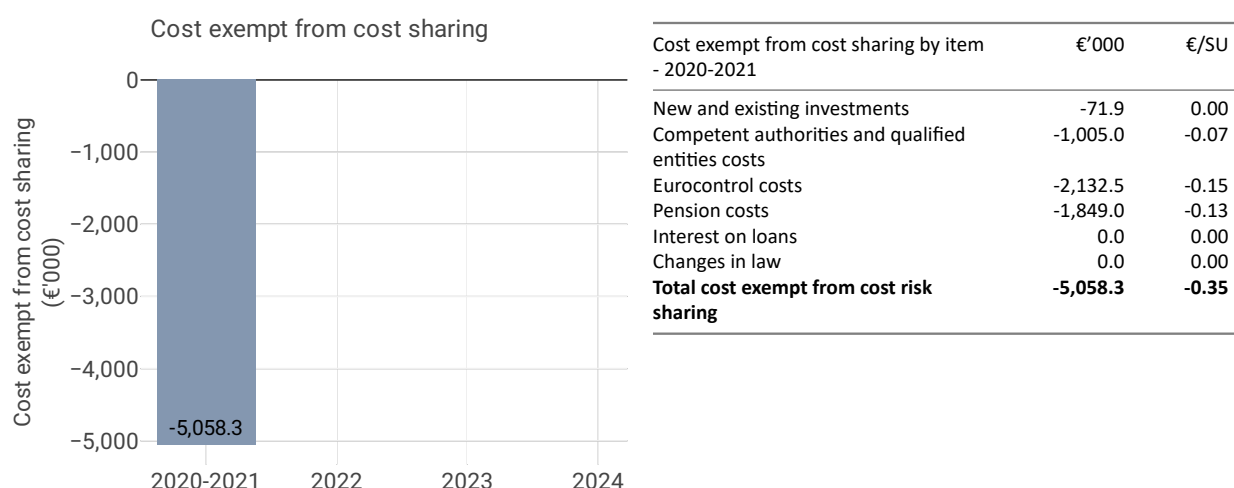 Cost exempt from cost sharing
Cost exempt from cost sharing
(€'000)
0
−1,000
−2,000
−3,000
−4,000
−5,000
-5,058.3
2020-2021 2022 2023 2024
Cost exempt from cost sharing by item €’000 €/SU
- 2020-2021
New and existing investments -71.9 0.00
Competent authorities and qualified -1,005.0 -0.07
entities costs
Eurocontrol costs -2,132.5 -0.15
Pension costs -1,849.0 -0.13
Interest on loans 0.0 0.00
Changes in law 0.0 0.00
Total cost exempt from cost risk -5,058.3 -0.35
sharing